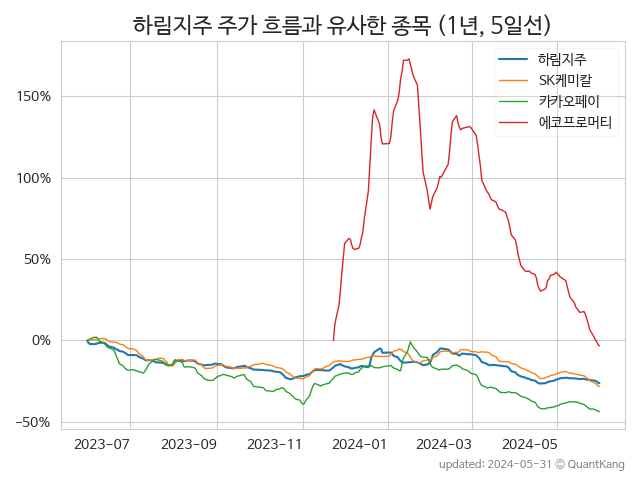 하림지주 주가 흐름과 유사한 종목 (1년, 5일선)
하림지주
SK케미칼
카카오페이
에코프로머티
150%
100%
50%
0%
−50%
2023-07
2023-09
2023-11
2024-01
2024-03
2024-05
updated: 2024-05-31 © QuantKang